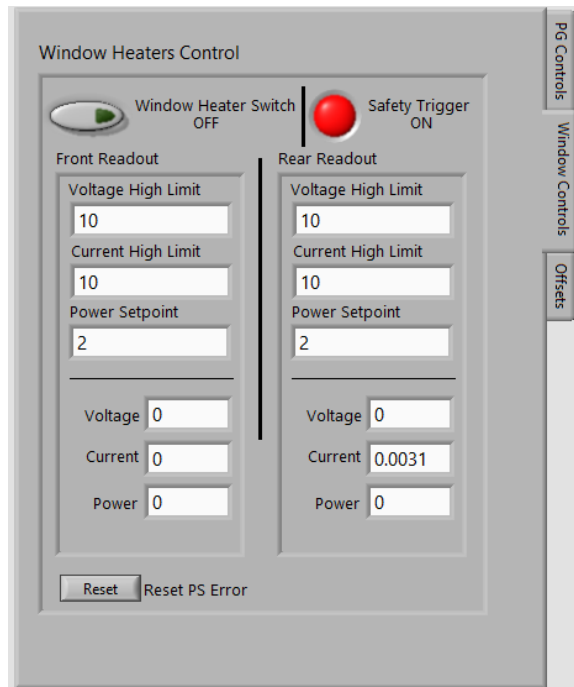 Window Heaters Control
Window Heater Switch
OFF
Safety Trigger
ON
Front Readout
Voltage High Limit
10
Current High Limit
10
Power Setpoint
2
Voltage 0
Current 0
Power 0
Rear Readout
Voltage High Limit
10
Current High Limit
10
Power Setpoint
2
Voltage 0
Current 0.0031
Power 0
Reset Reset PS Error
PG Controls
Window Controls
Offsets